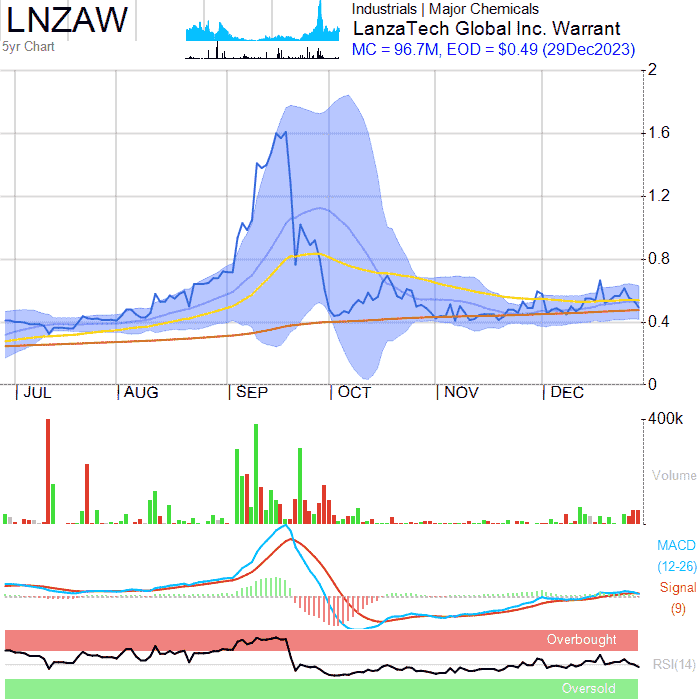 LNZAW
5yr Chart
Industrials | Major Chemicals
LanzaTech Global Inc. Warrant
MC = 96.7M, EOD = $0.49 (29Dec2023)
2
1.6
1.2
0.8
0.4
0
JUL AUG SEP OCT NOV DEC
400k
Volume
MACD
(12-26)
Signal
(9)
Overbought
RSI(14)
Oversold